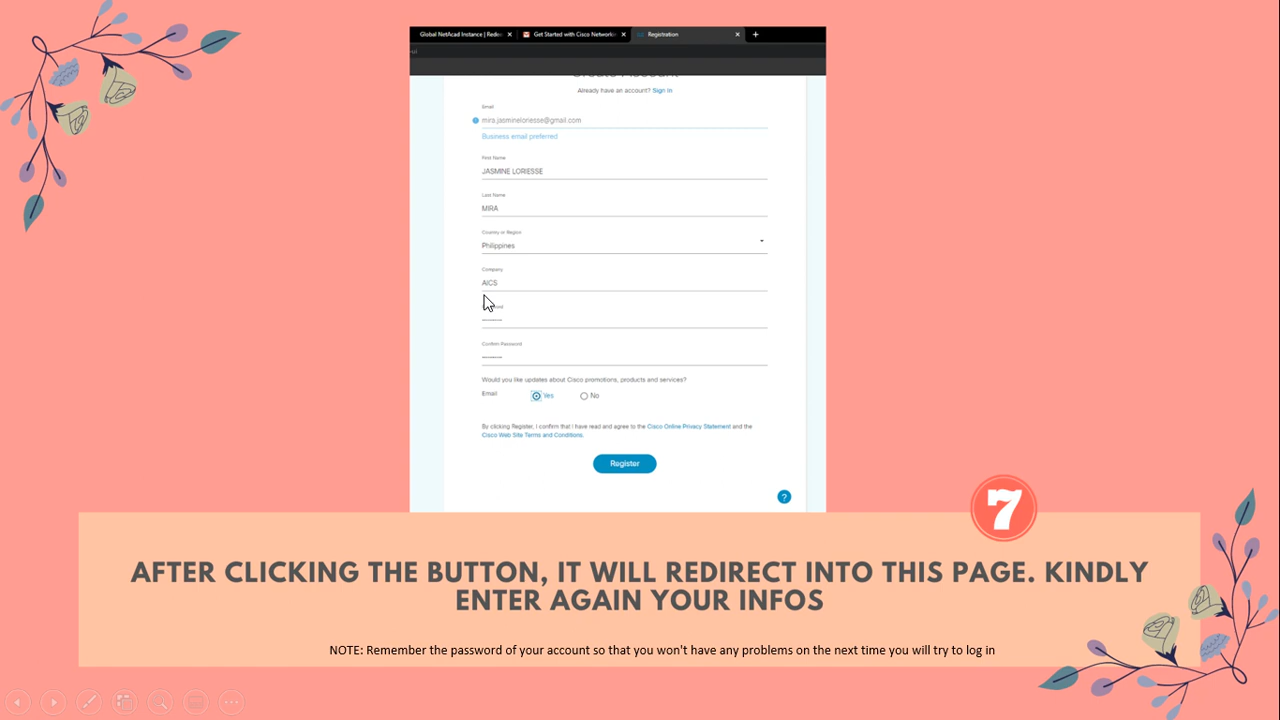 Global NetAcad Instance | Redee
Get Started with Cisco Network
Registration
Already have an account? Sign In
Email
mira.jasmineloriesse@gmail.com
Business email preferred
First Name
JASMINE LORIESSE
Last Name
MIRA
Country or Region
Philippines
Company
AICS
Confirm Password
Would you like updates about Cisco promotions, products and services?
Email Yes No
By clicking Register, I confirm that I have read and agree to the Cisco Online Privacy Statement and the
Cisco Web Site Terms and Conditions.
Register
?
7
AFTER CLICKING THE BUTTON, IT WILL REDIRECT INTO THIS PAGE. KINDLY
ENTER AGAIN YOUR INFOS
NOTE: Remember the password of your account so that you won't have any problems on the next time you will try to log in